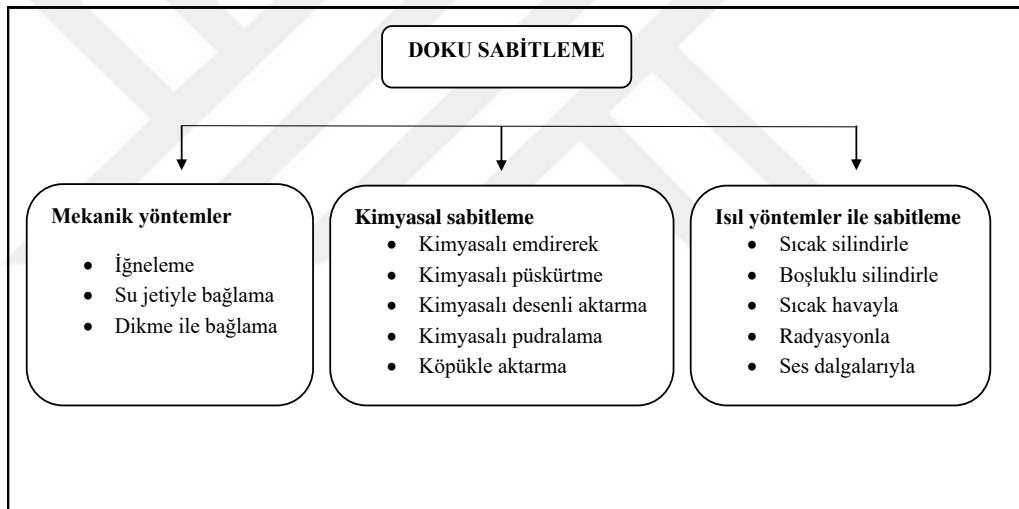 DOKU SABİTLEME
Mekanik yöntemler
• İğneleme
• Su jetiyle bağlama
• Dikme ile bağlama
Kimyasal sabitleme
• Kimyasalı emdirerek
• Kimyasalı püskürtme
• Kimyasalı desenli aktarma
• Kimyasalı pudralama
• Köpükle aktarma
Isıl yöntemler ile sabitleme
• Sıcak silindirle
• Boşluklu silindirle
• Sıcak havayla
• Radyasyonla
• Ses dalgalarıyla